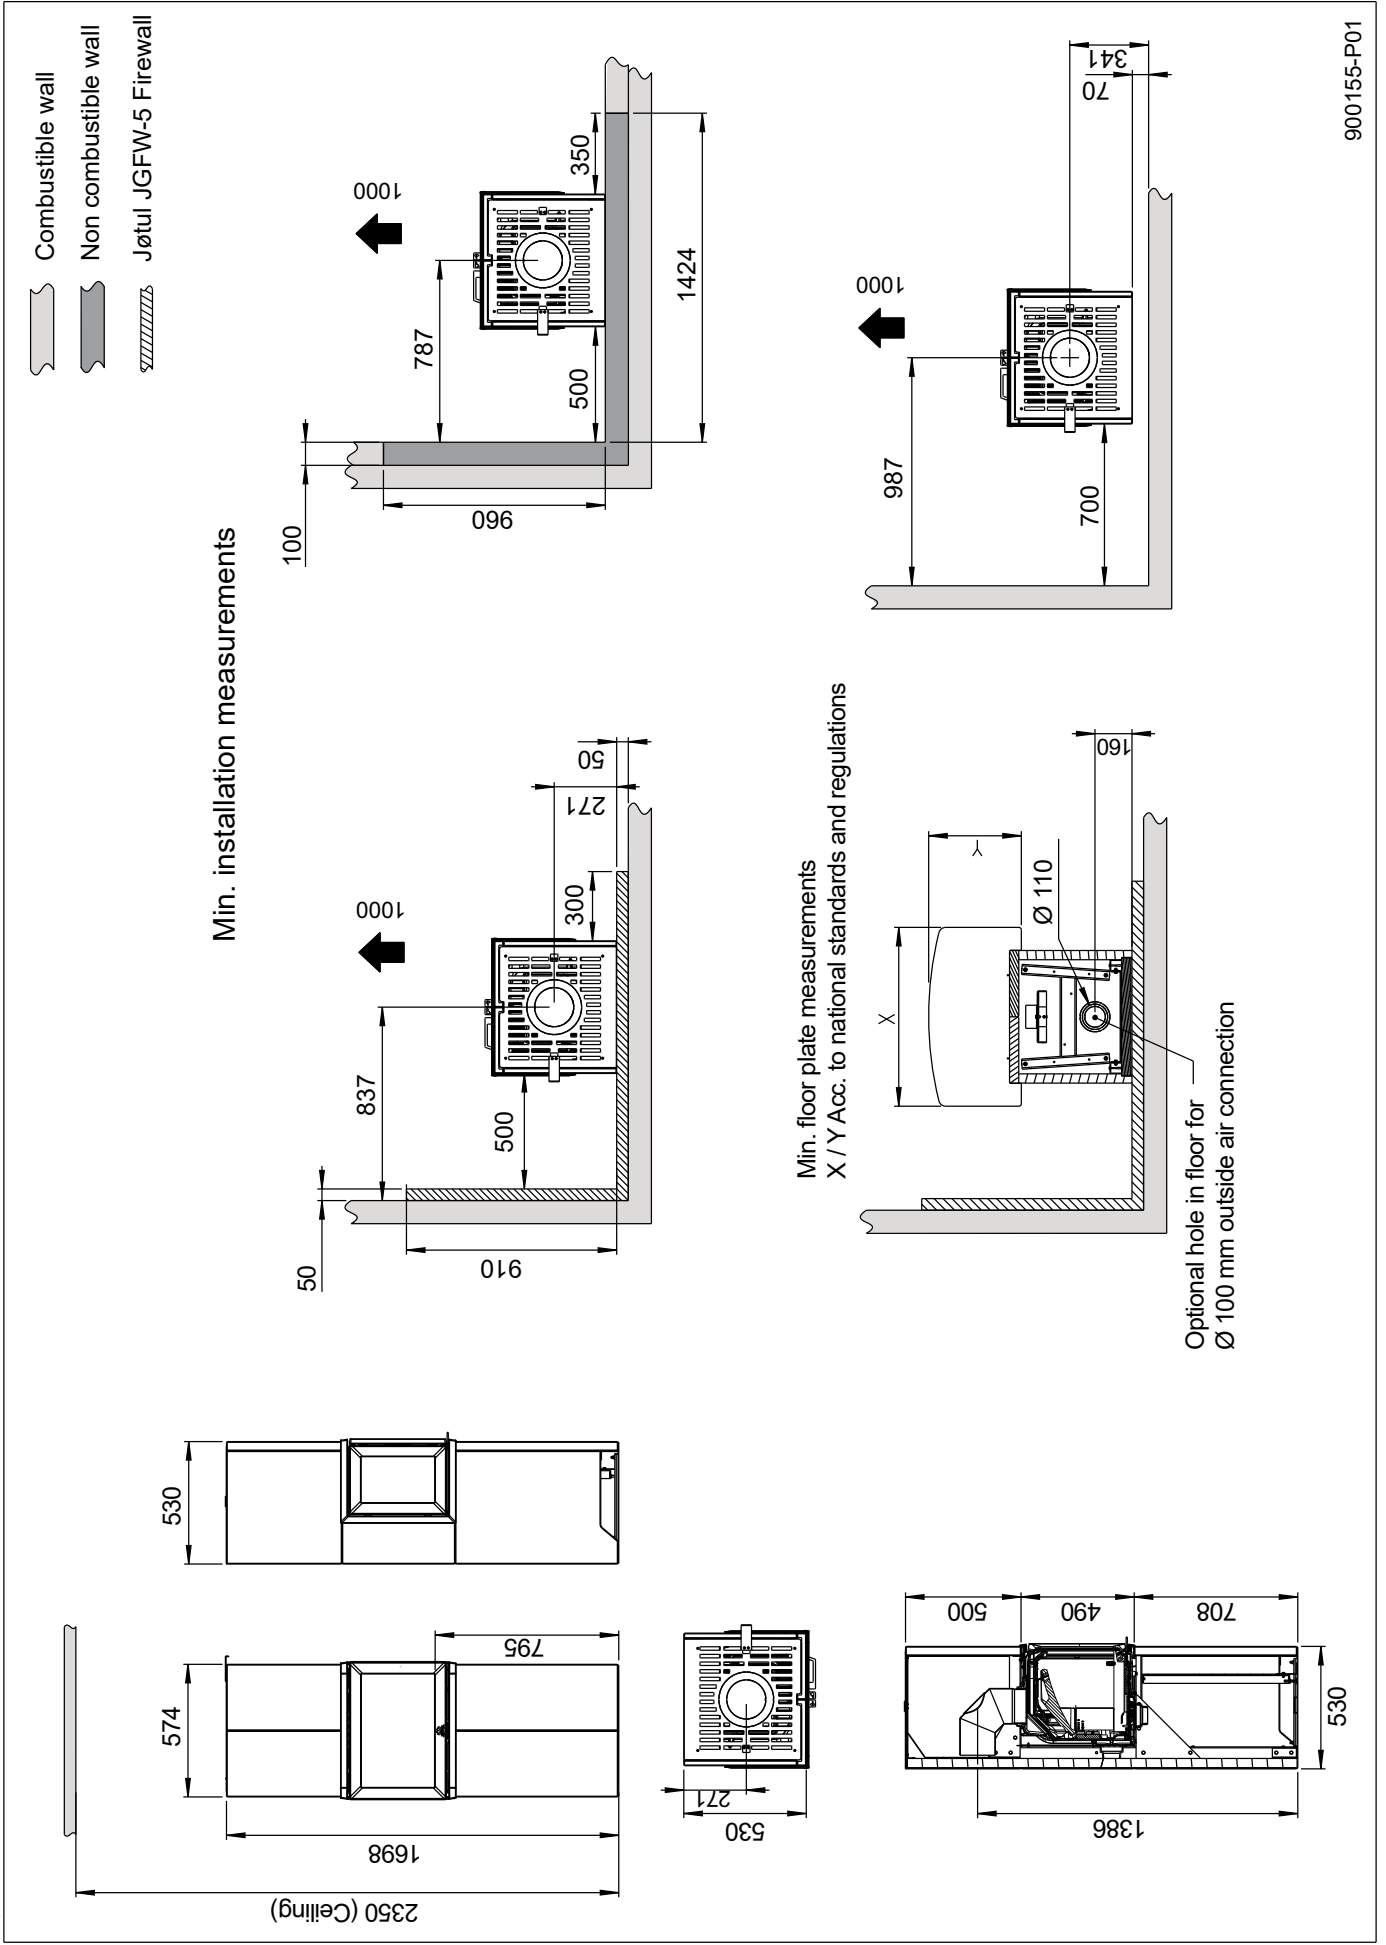 Combustible wall
Non combustible wall
Jøtul JGFW-5 Firewall
Min. installation measurements
2350 (Ceiling)
1698
574
795
530
50
910
837
500
1000
300
271
50
100
960
787
500
1000
350
1424
530
271
1386
530
500
490
708
Min. floor plate measurements
X / Y Acc. to national standards and regulations
X
Y
Ø 110
160
Optional hole in floor for
Ø 100 mm outside air connection
987
700
1000
341
70
900155-P01